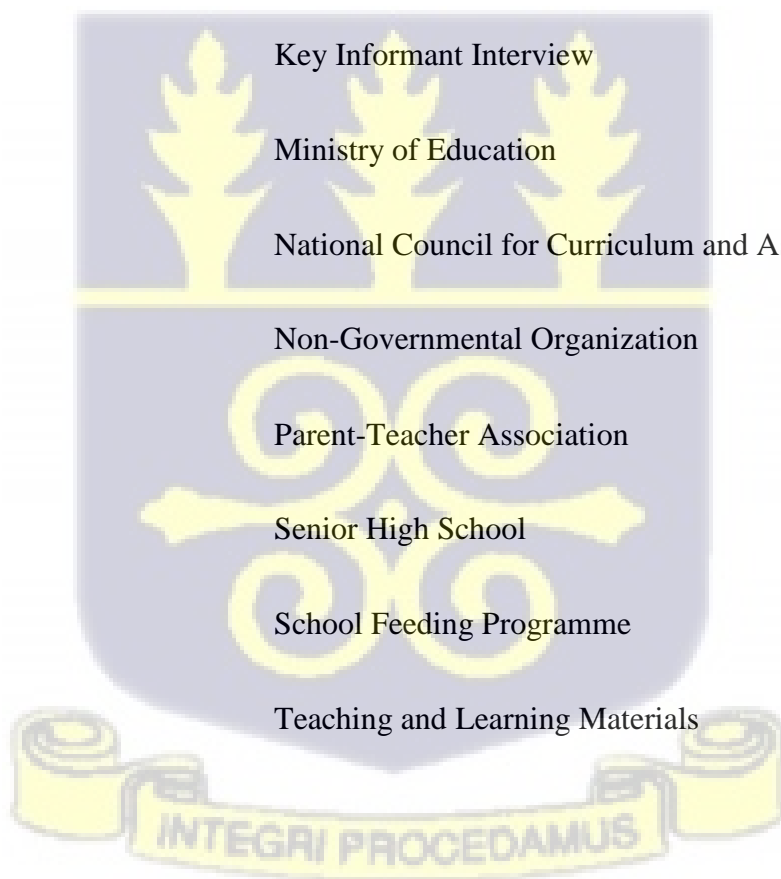 Key Informant Interview
Ministry of Education
National Council for Curriculum and A
Non-Governmental Organization
Parent-Teacher Association
Senior High School
School Feeding Programme
Teaching and Learning Materials
INTEGRI PROCEDAMUS